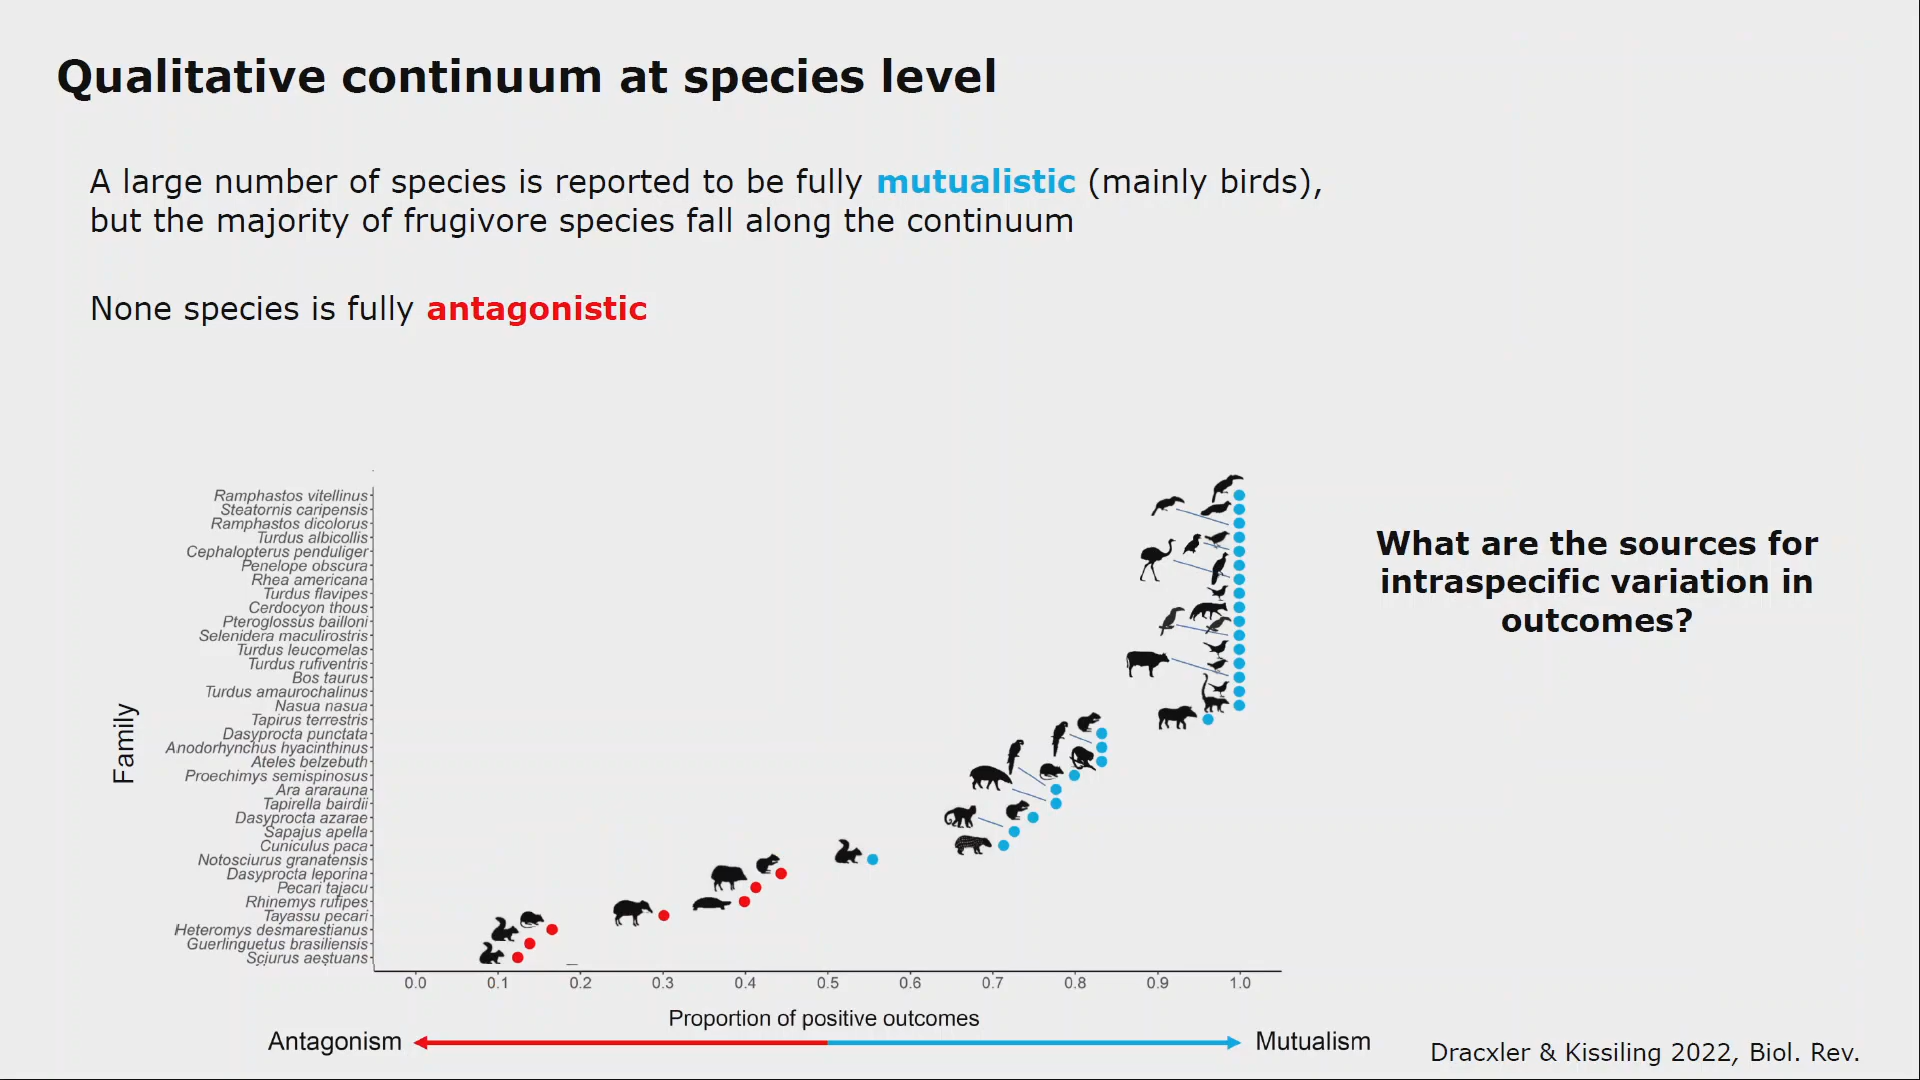 Qualitative continuum at species level
A large number of species is reported to be fully mutualistic (mainly birds),
but the majority of frugivore species fall along the continuum
None species is fully antagonistic
Ramphastos vitellinus
Steatornis caripensis
Ramphastos dicolorus
Turdus albicollis
Cephalopterus penduliger
Penelope obscura
Rhea americana
Turdus flavipes
Cerdocyon thous
Pteroglossus bailloni
Selenidera maculirostris
Turdus leucomelas
Turdus rufiventris
Bos taurus
Turdus amaurochalinus
Nasua nasua
Tapirus terrestris
Dasyprocta punctata
Anodorhynchus hyacinthinus
Ateles belzebuth
Proechimys semispinosus
Ara ararauna
Tapirella bairdii
Dasyprocta azarae
Sapajus apella
Cuniculus paca
Notosciurus granatensis
Dasyprocta leporina
Pecari tajacu
Rhinemys rufipes
Tayassu pecari
Heteromys desmarestianus
Guerlinguetus brasiliensis
Sciurus aestuans
Family
0.0 0.1 0.2 0.3 0.4 0.5 0.6 0.7 0.8 0.9 1.0
Proportion of positive outcomes
Antagonism
Mutualism
What are the sources for
intraspecific variation in
outcomes?
Dracxler & Kissiling 2022, Biol. Rev.